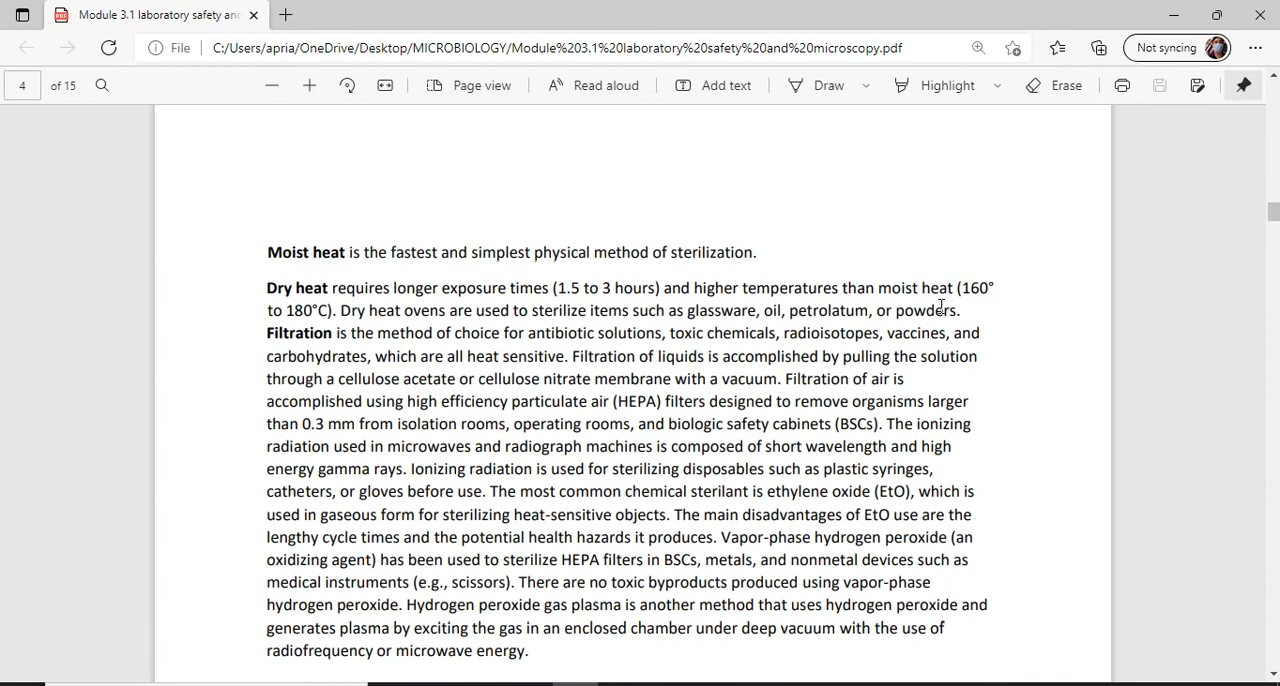 Module 3.1 laboratory safety and
File C:/Users/apria/OneDrive/Desktop/MICROBIOLOGY/Module%203.1%20laboratory%20safety%20and%20microscopy.pdf Not syncing
4 of 15 Page view Read aloud Add text Draw Highlight Erase
Moist heat is the fastest and simplest physical method of sterilization.
Dry heat requires longer exposure times (1.5 to 3 hours) and higher temperatures than moist heat (160°
to 180°C). Dry heat ovens are used to sterilize items such as glassware, oil, petrolatum, or powders.
Filtration is the method of choice for antibiotic solutions, toxic chemicals, radioisotopes, vaccines, and
carbohydrates, which are all heat sensitive. Filtration of liquids is accomplished by pulling the solution
through a cellulose acetate or cellulose nitrate membrane with a vacuum. Filtration of air is
accomplished using high efficiency particulate air (HEPA) filters designed to remove organisms larger
than 0.3 mm from isolation rooms, operating rooms, and biologic safety cabinets (BSCs). The ionizing
radiation used in microwaves and radiograph machines is composed of short wavelength and high
energy gamma rays. Ionizing radiation is used for sterilizing disposables such as plastic syringes,
catheters, or gloves before use. The most common chemical sterilant is ethylene oxide (EtO), which is
used in gaseous form for sterilizing heat-sensitive objects. The main disadvantages of EtO use are the
lengthy cycle times and the potential health hazards it produces. Vapor-phase hydrogen peroxide (an
oxidizing agent) has been used to sterilize HEPA filters in BSCs, metals, and nonmetal devices such as
medical instruments (e.g., scissors). There are no toxic byproducts produced using vapor-phase
hydrogen peroxide. Hydrogen peroxide gas plasma is another method that uses hydrogen peroxide and
generates plasma by exciting the gas in an enclosed chamber under deep vacuum with the use of
radiofrequency or microwave energy.